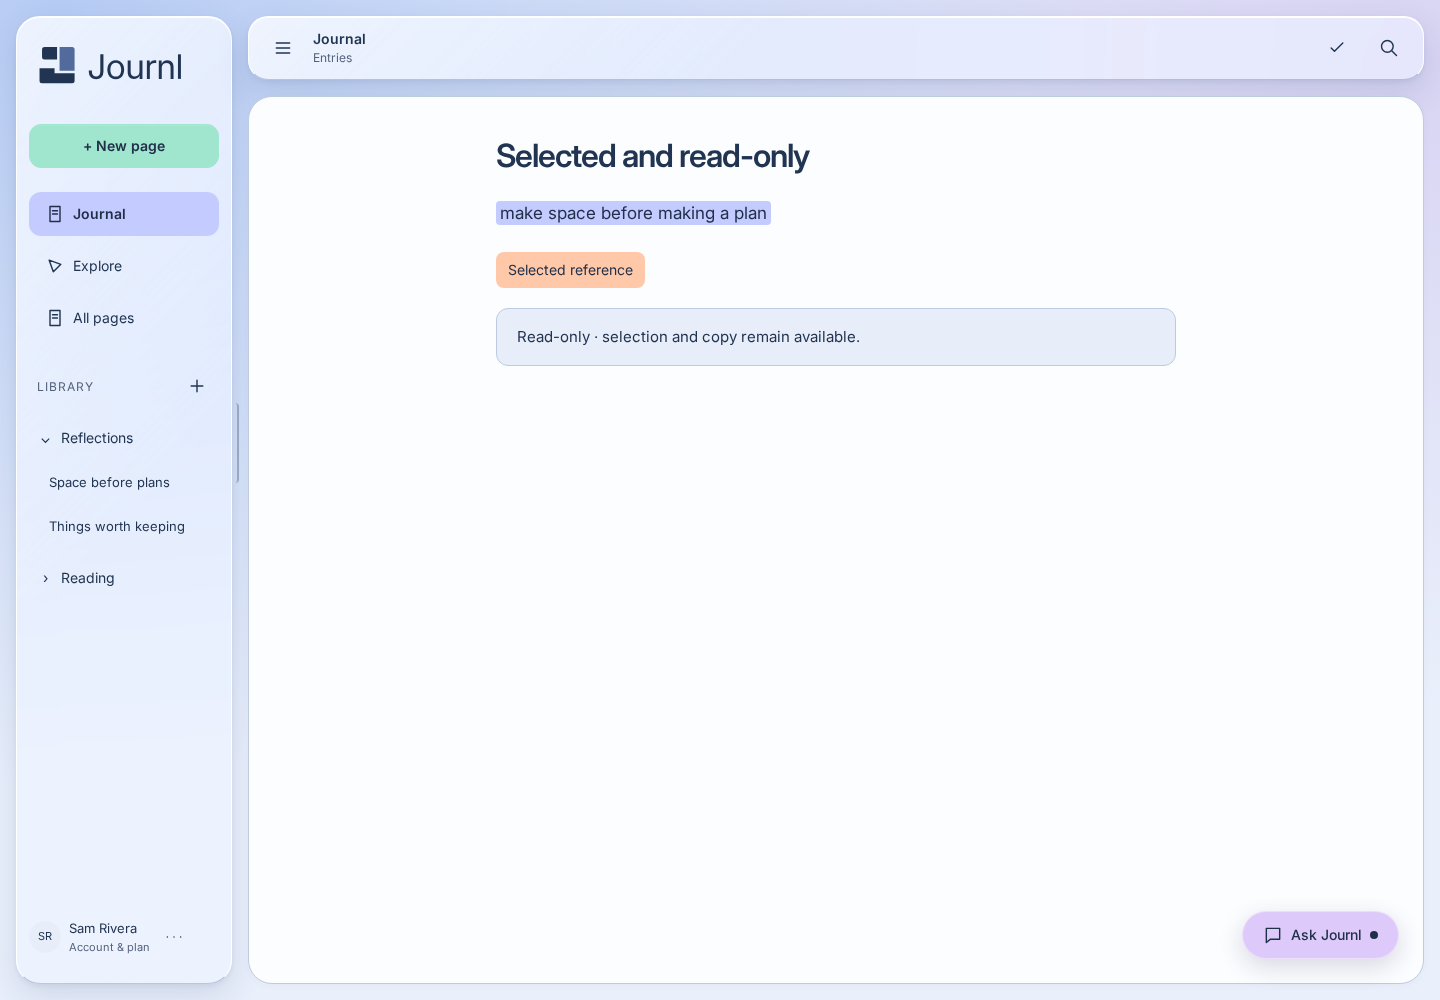 Journl
+ New page
Journal
Explore
All pages
LIBRARY
Reflections
Space before plans
Things worth keeping
Reading
SR
Sam Rivera
Account & plan
Journal
Entries
Selected and read-only
make space before making a plan
Selected reference
Read-only · selection and copy remain available.
Ask Journl